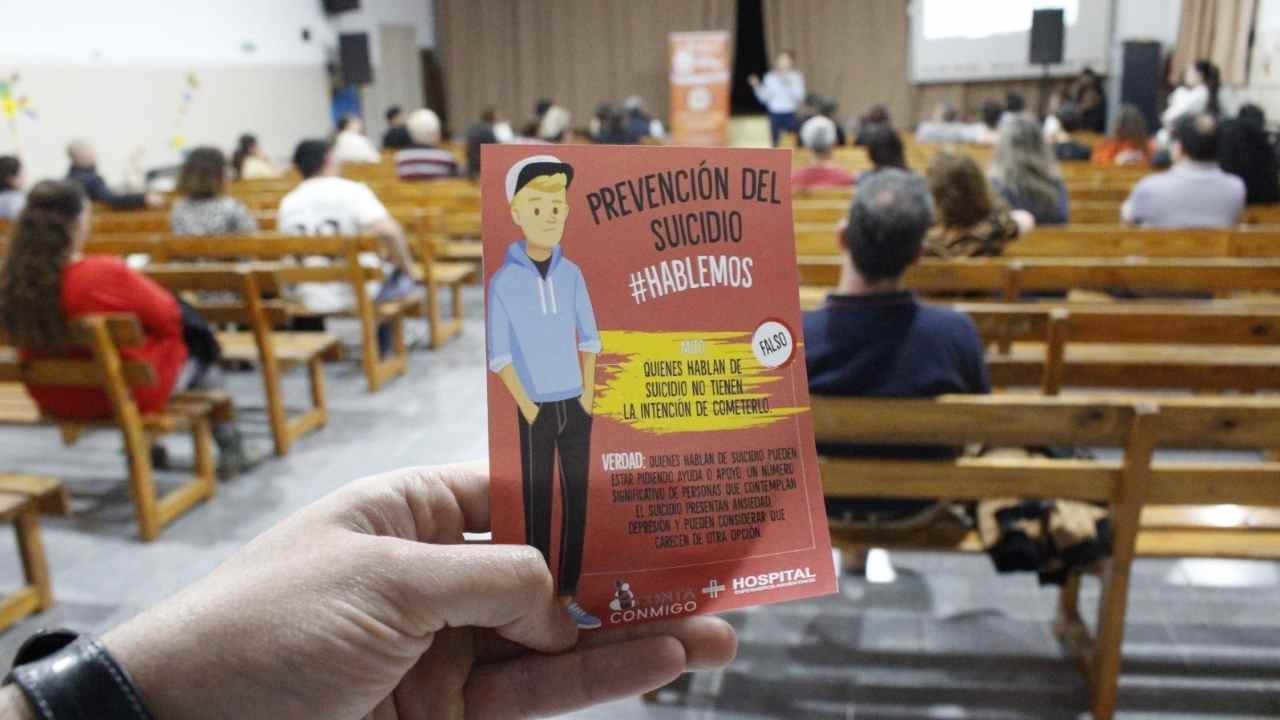 PREVENCIÓN DEL
SUICIDIO
#HABLEMOS
MITO
FALSO
QUIENES HABLAN DE
SUICIDIO NO TIENEN
LA INTENCIÓN DE COMETERLO.
VERDAD: QUIENES HABLAN DE SUICIDIO PUEDEN
ESTAR PIDIENDO AYUDA O APOYO. UN NÚMERO
SIGNIFICATIVO DE PERSONAS QUE CONTEMPLAN
EL SUICIDIO PRESENTAN ANSIEDAD,
DEPRESIÓN Y PUEDEN CONSIDERAR QUE
CARECEN DE OTRA OPCIÓN.
CONMIGO
HOSPITAL